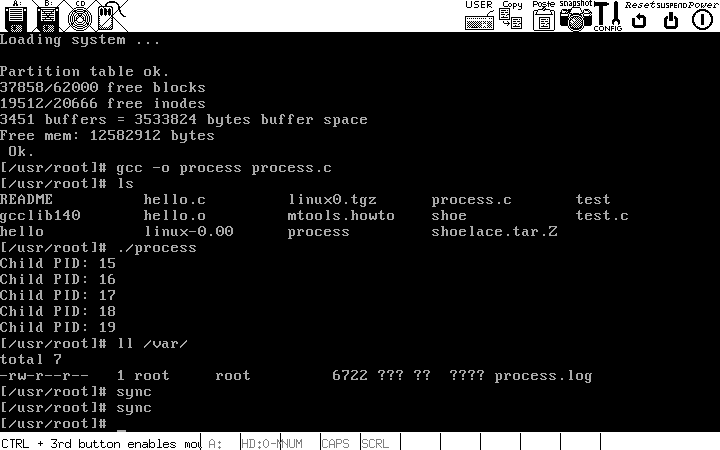 A: B: CD USER Copy Paste snapshot CONFIG Reset SUSPEND Power
Loading system ...
Partition table ok.
37858/62000 free blocks
19512/20666 free inodes
3451 buffers = 3533824 bytes buffer space
Free mem: 12582912 bytes
Ok.
[/usr/root]# gcc -o process process.c
[/usr/root]# ls
README hello.c linux0.tgz process.c test
gcclib140 hello.o mtools.howto shoe test.c
hello linux-0.00 process shoelace.tar.Z
[/usr/root]# ./process
Child PID: 15
Child PID: 16
Child PID: 17
Child PID: 18
Child PID: 19
[/usr/root]# ll /var/
total 7
-rw-r--r-- 1 root root 6722 ??? ?? ???? process.log
[/usr/root]# sync
[/usr/root]# sync
[/usr/root]# _
CTRL + 3rd button enables mou A: HD:0-M NUM CAPS SCRL